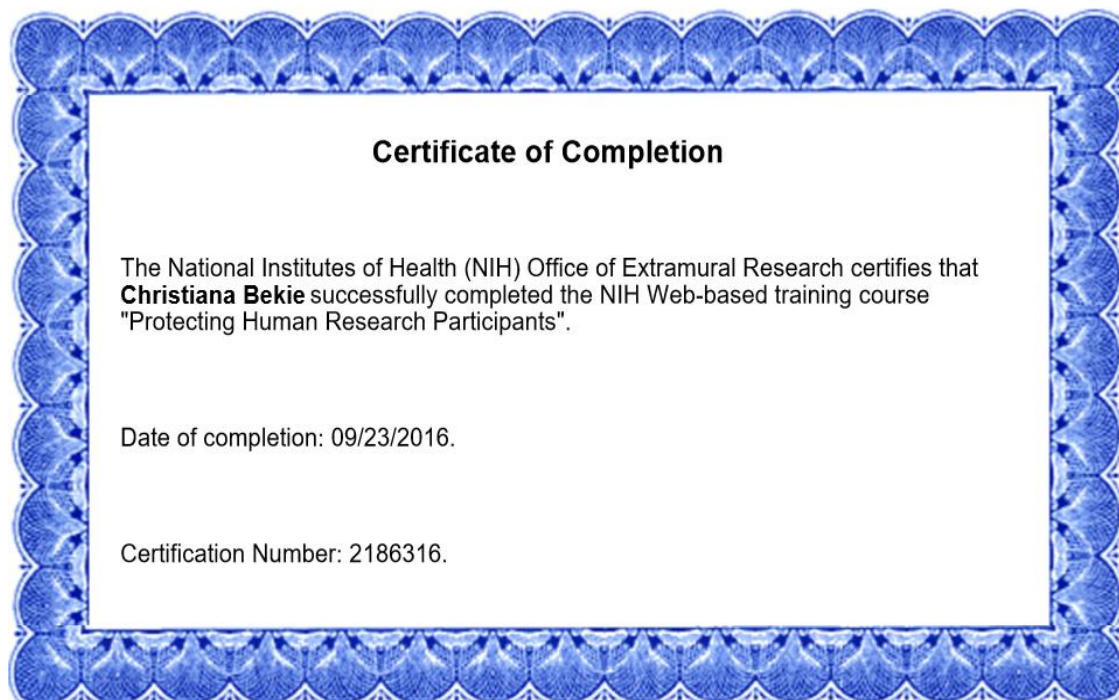 Certificate of Completion
The National Institutes of Health (NIH) Office of Extramural Research certifies that
Christiana Bekie successfully completed the NIH Web-based training course
"Protecting Human Research Participants".
Date of completion: 09/23/2016.
Certification Number: 2186316.